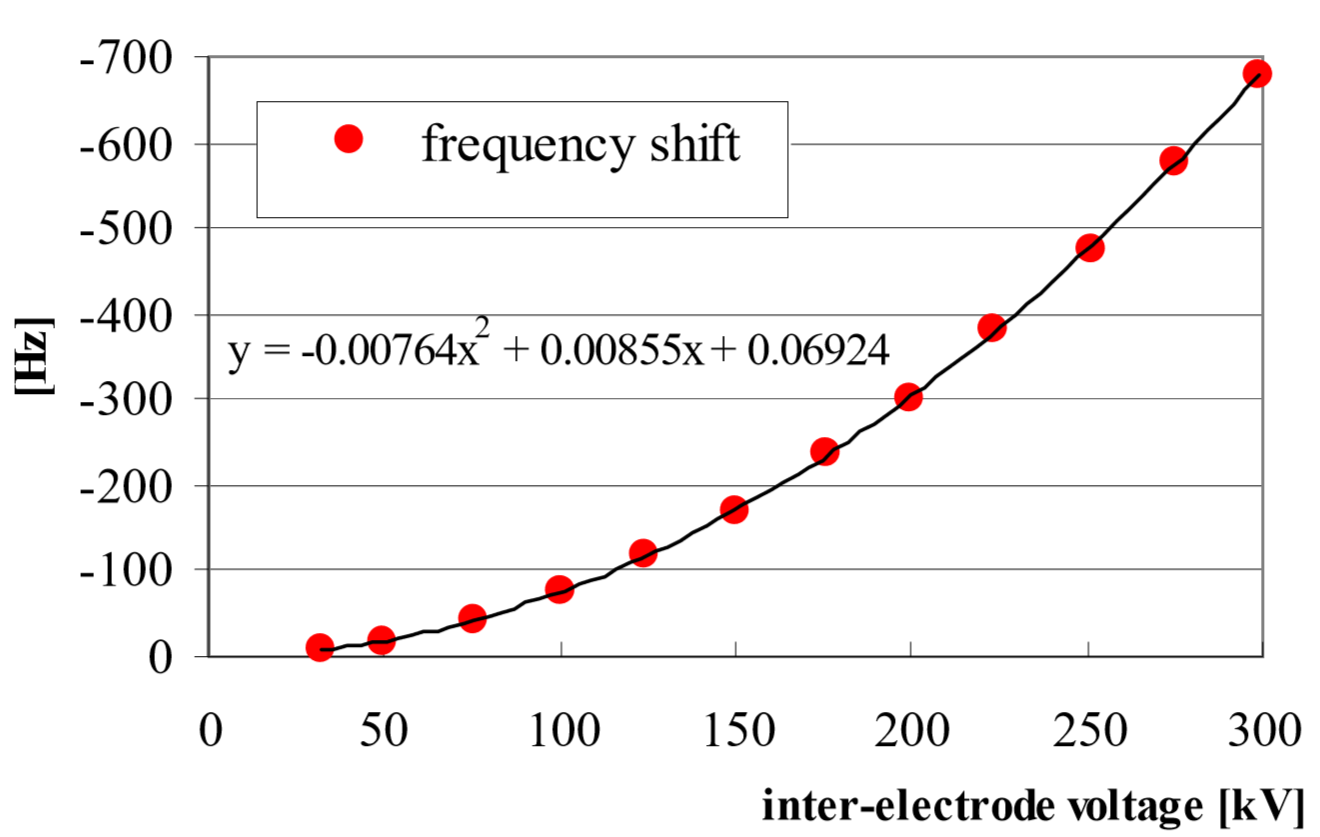 -700
frequency shift
-600
-500
-400
y = -0.00764x² + 0.00855x + 0.06924
[Hz]
-300
-200
-100
0
0 50 100 150 200 250 300
inter-electrode voltage [kV]